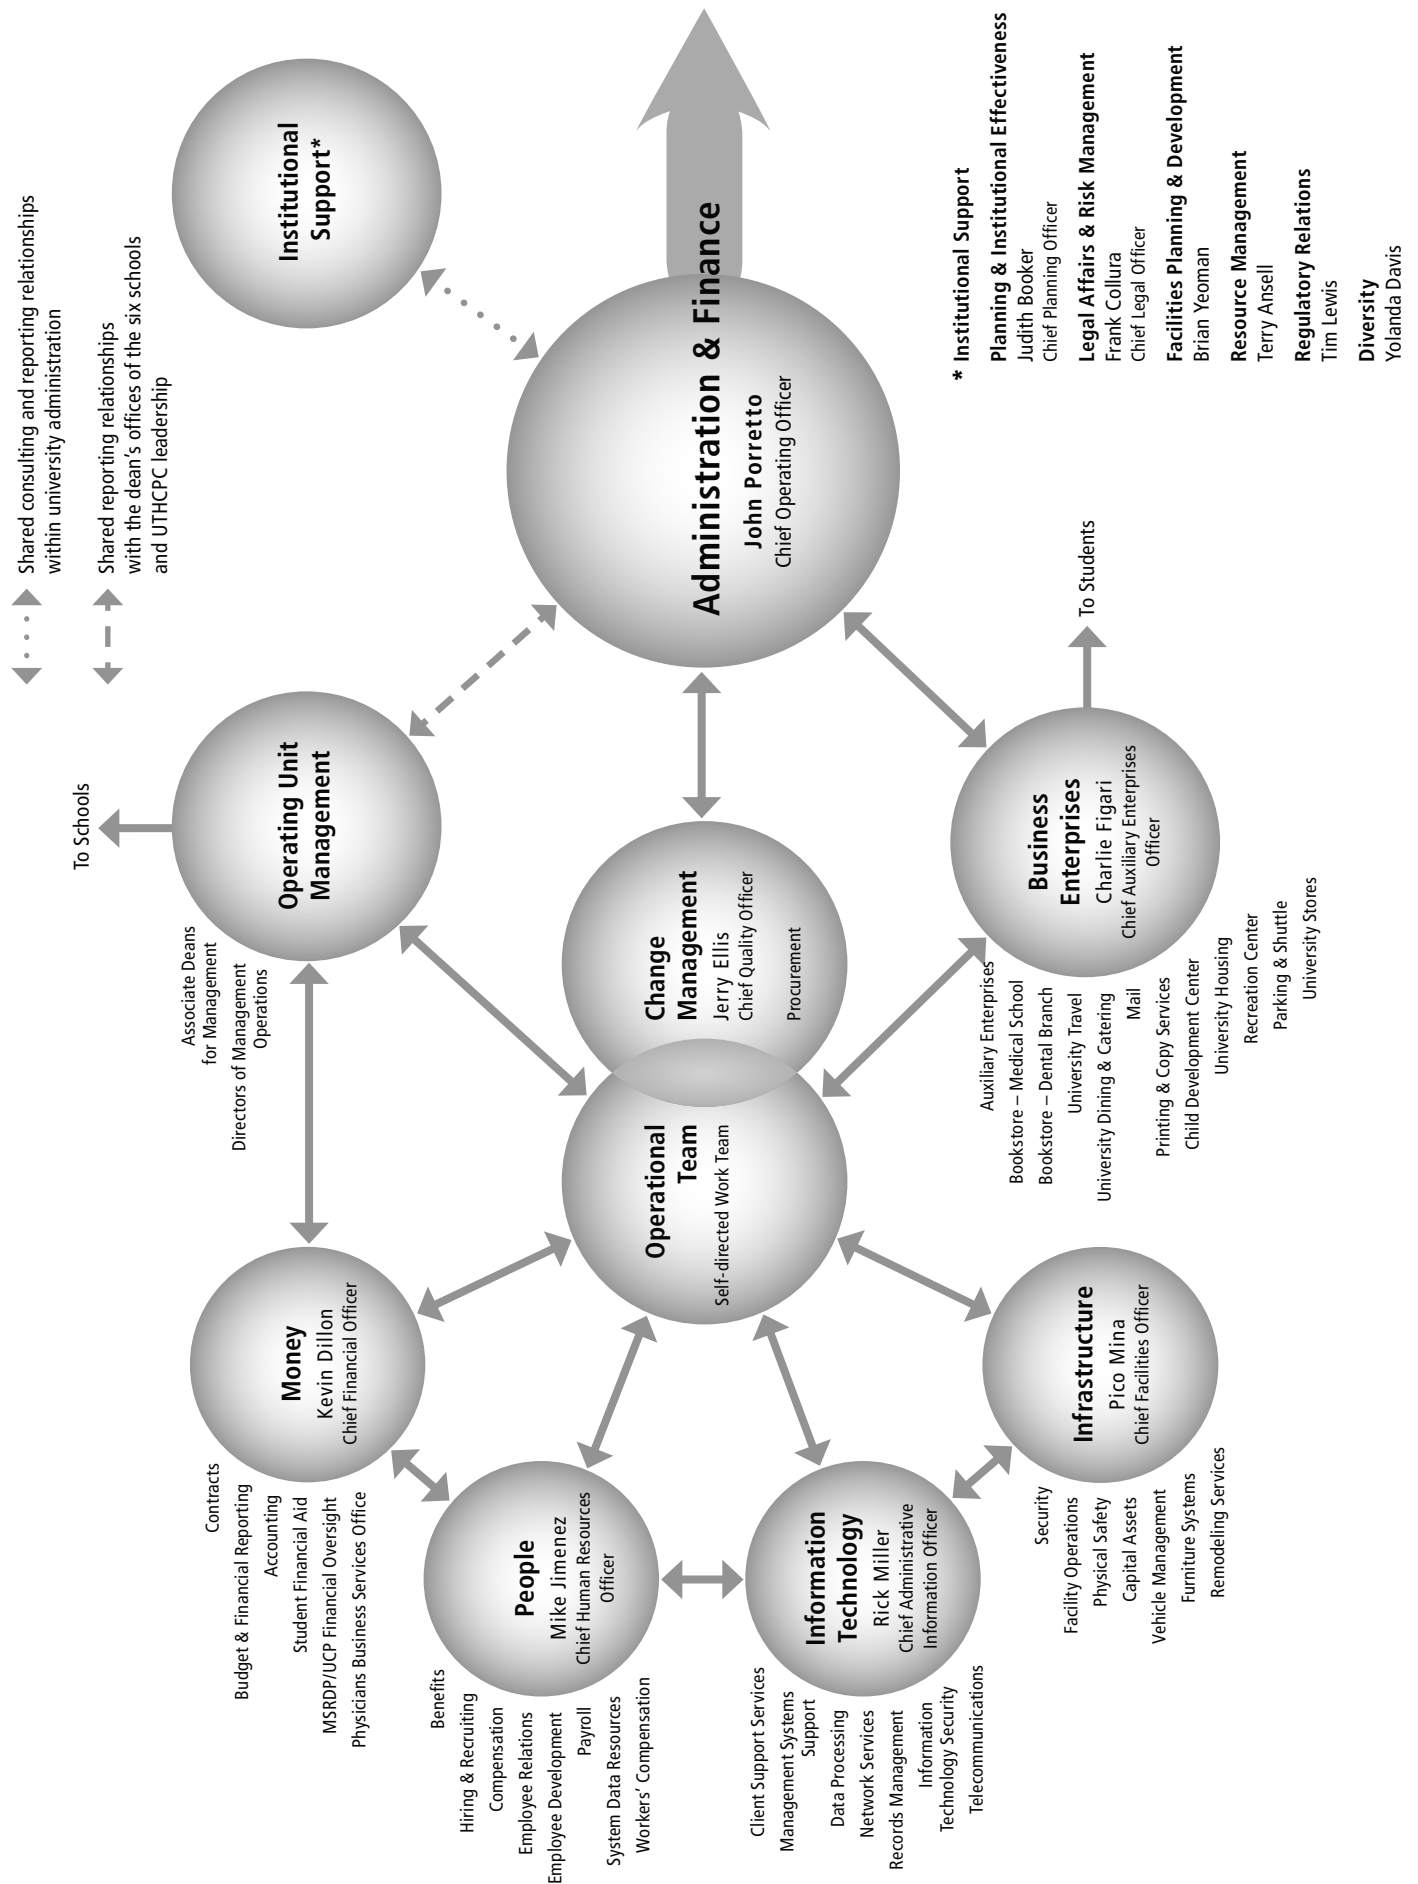 Shared consulting and reporting relationships
within university administration
Shared reporting relationships
with the dean's offices of the six schools
and UTHCPC leadership
To Schools
Institutional
Support*
Operating Unit
Management
Associate Deans
for Management
Directors of Management
Operations
Money
Kevin Dillon
Chief Financial Officer
Contracts
Budget & Financial Reporting
Accounting
Student Financial Aid
MSRDP/UCP Financial Oversight
Physicians Business Services Office
People
Mike Jimenez
Chief Human Resources
Officer
Benefits
Hiring & Recruiting
Compensation
Employee Relations
Employee Development
Payroll
System Data Resources
Workers' Compensation
Operational
Team
Self-directed Work Team
Change
Management
Jerry Ellis
Chief Quality Officer
Procurement
Administration & Finance
John Porretto
Chief Operating Officer
Information
Technology
Rick Miller
Chief Administrative
Information Officer
Client Support Services
Management Systems
Support
Data Processing
Network Services
Records Management
Information
Technology Security
Telecommunications
Infrastructure
Pico Mina
Chief Facilities Officer
Security
Facility Operations
Physical Safety
Capital Assets
Vehicle Management
Furniture Systems
Remodeling Services
Business
Enterprises
Charlie Figari
Chief Auxiliary Enterprises
Officer
To Students
Auxiliary Enterprises
Bookstore – Medical School
Bookstore – Dental Branch
University Travel
University Dining & Catering
Mail
Printing & Copy Services
Child Development Center
University Housing
Recreation Center
Parking & Shuttle
University Stores
* Institutional Support
Planning & Institutional Effectiveness
Judith Booker
Chief Planning Officer
Legal Affairs & Risk Management
Frank Collura
Chief Legal Officer
Facilities Planning & Development
Brian Yeoman
Resource Management
Terry Ansell
Regulatory Relations
Tim Lewis
Diversity
Yolanda Davis